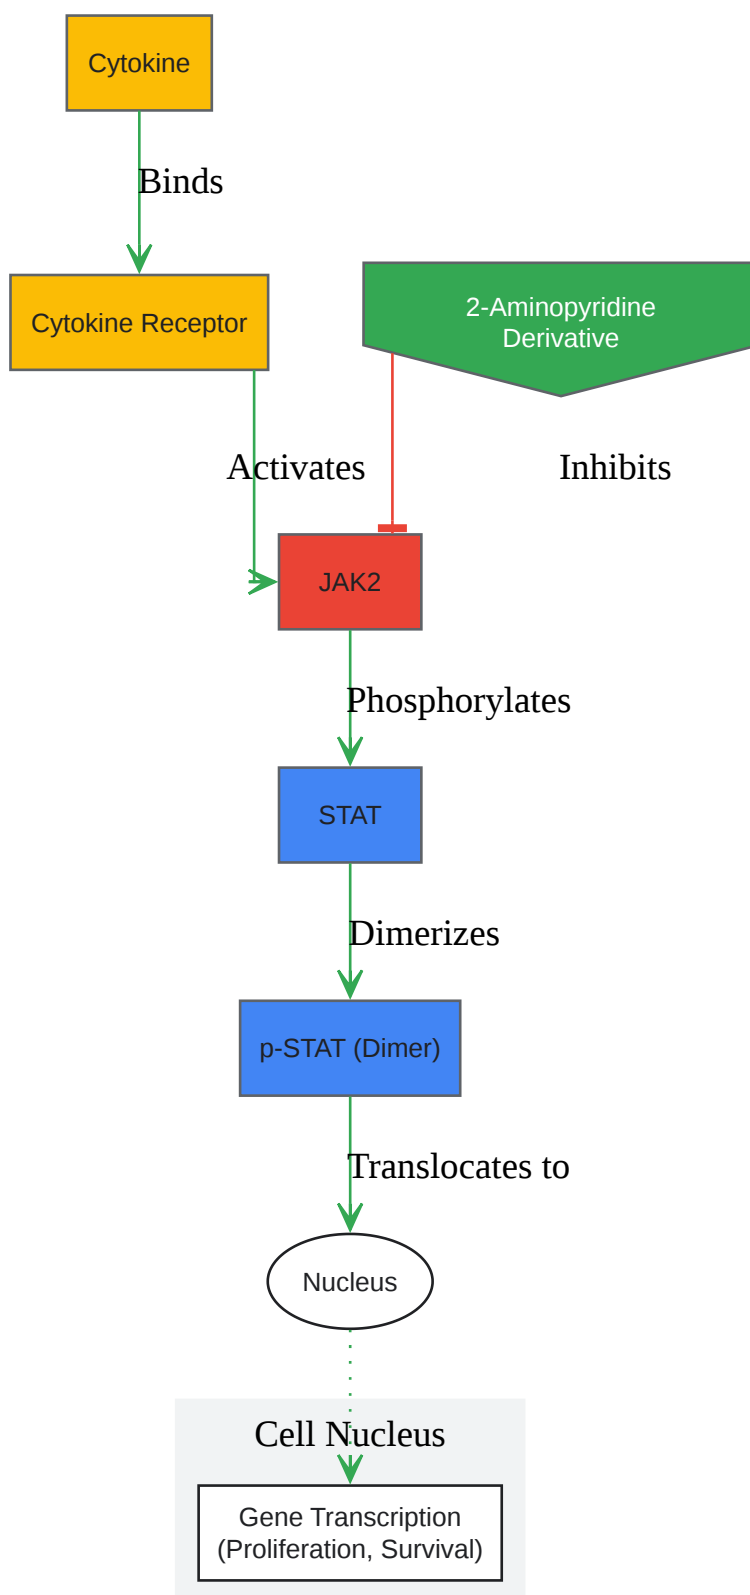 Cytokine
Binds
Cytokine Receptor
2-Aminopyridine
Derivative
Activates
Inhibits
JAK2
Phosphorylates
STAT
Dimerizes
p-STAT (Dimer)
Translocates to
Nucleus
Cell Nucleus
Gene Transcription
(Proliferation, Survival)